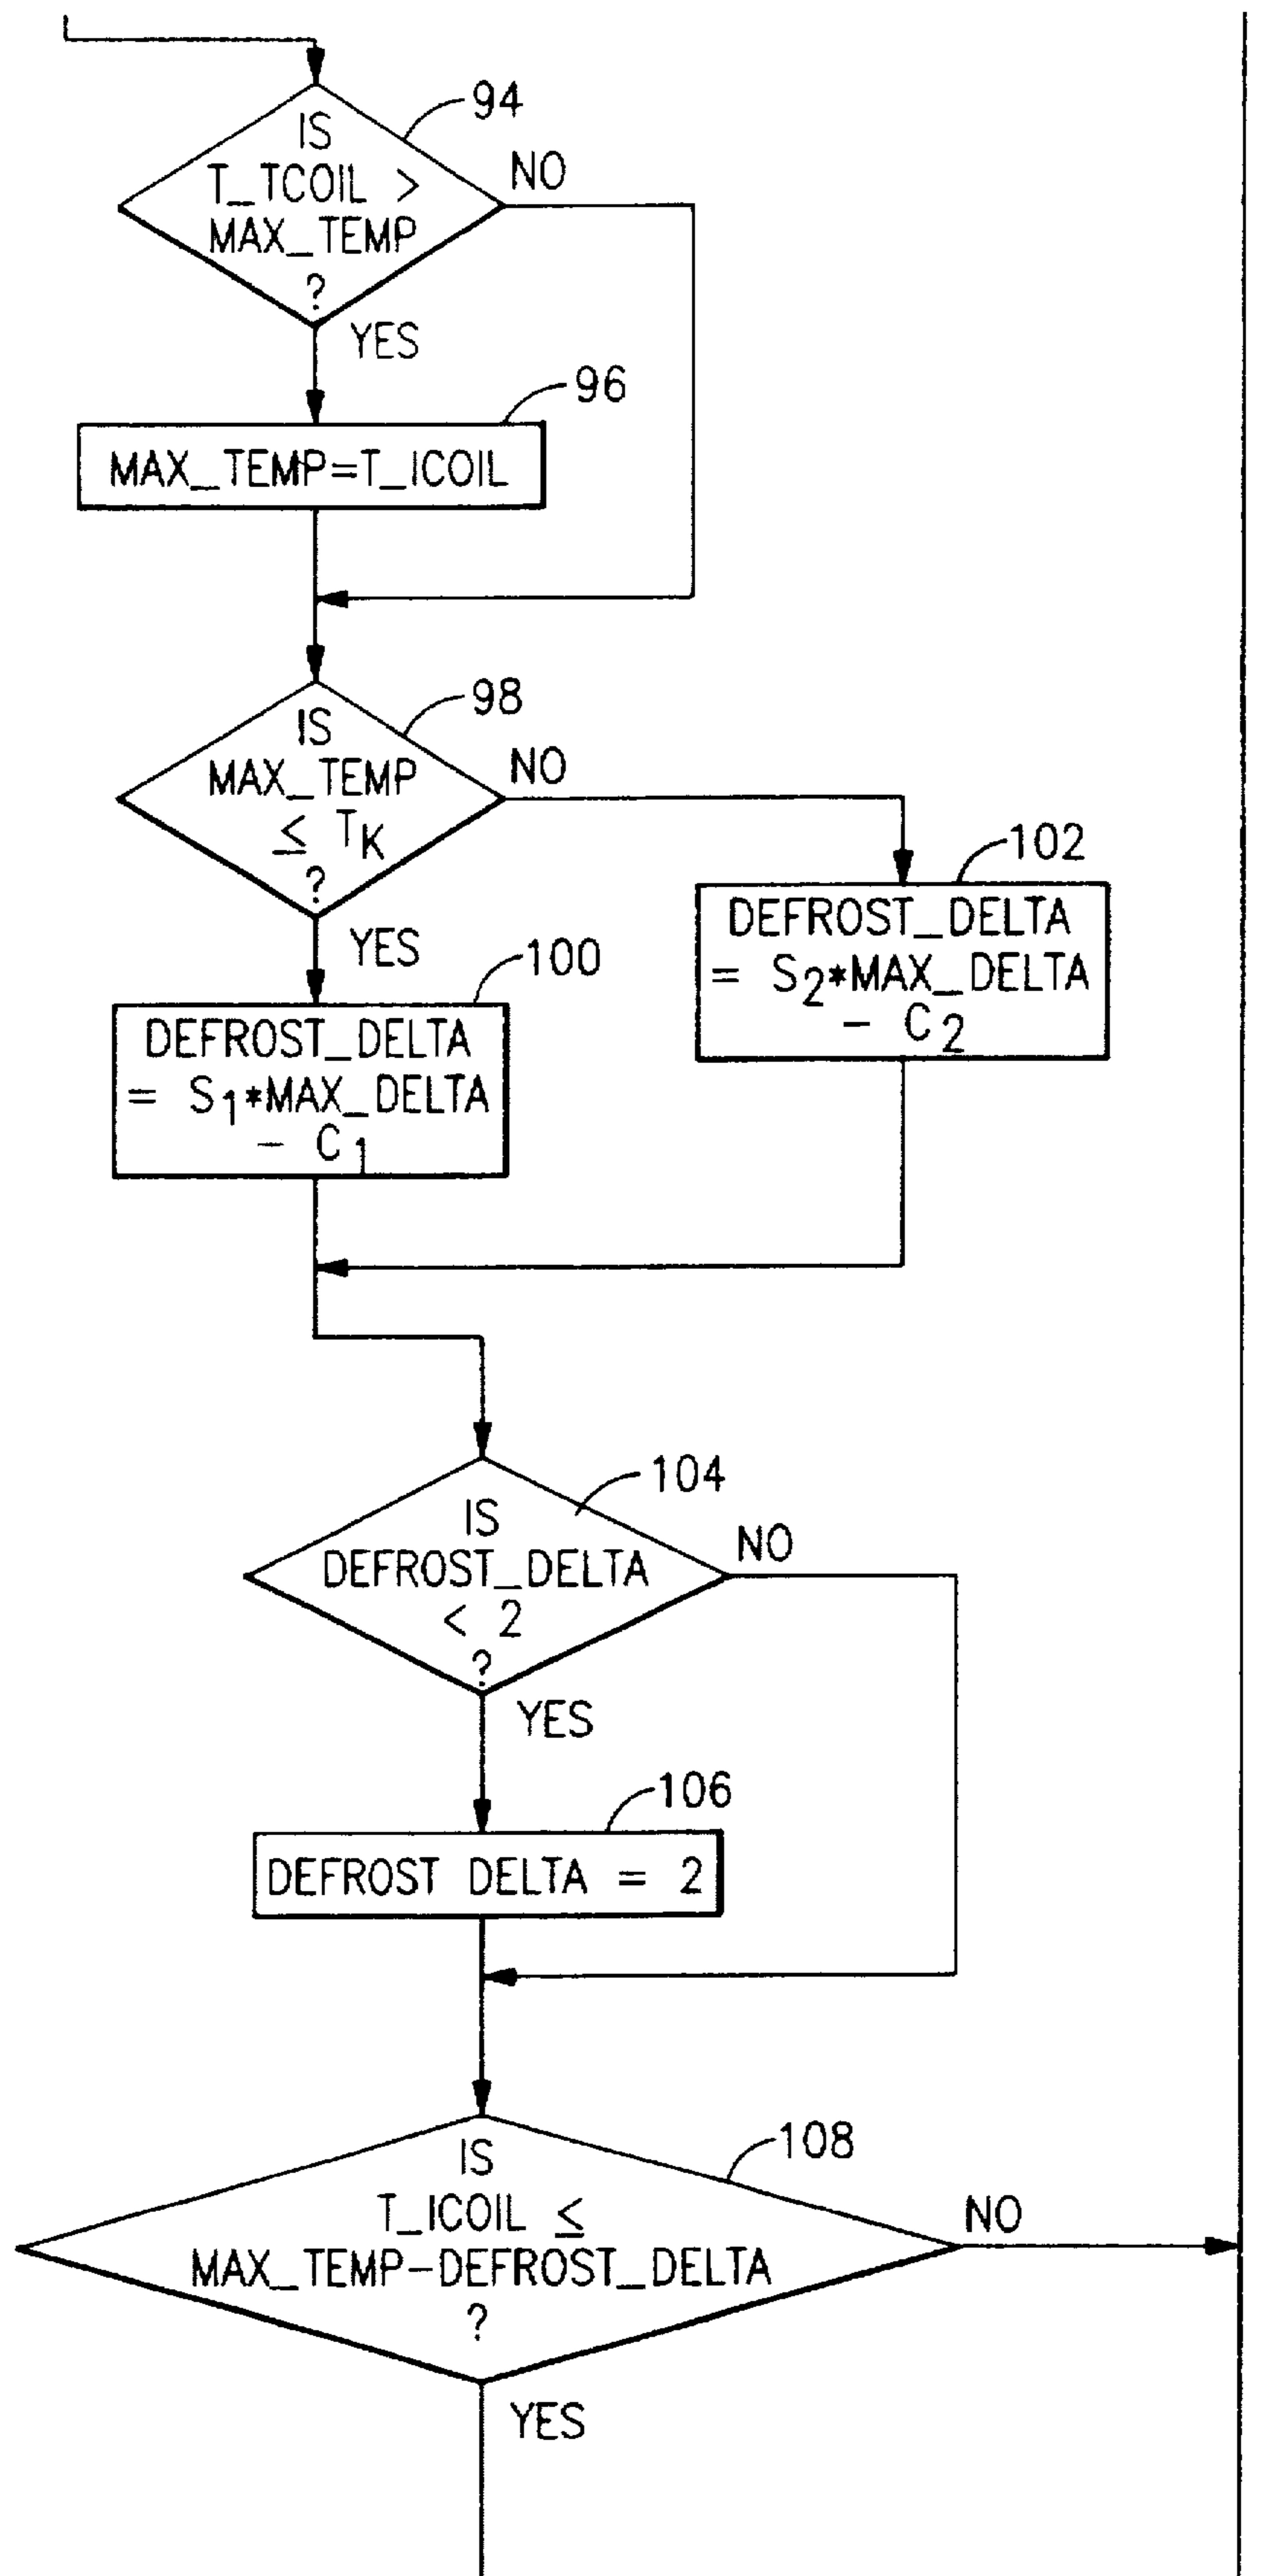 94
IS
T_TCOIL >
MAX_TEMP
?
NO
YES
96
MAX_TEMP=T_ICOIL
98
IS
MAX_TEMP
≤ TK
?
NO
YES
102
DEFROST_DELTA
= S2*MAX_DELTA
- C2
100
DEFROST_DELTA
= S1*MAX_DELTA
- C1
104
IS
DEFROST_DELTA
< 2
?
NO
YES
106
DEFROST DELTA = 2
108
IS
T_ICOIL ≤
MAX_TEMP-DEFROST_DELTA
?
NO
YES